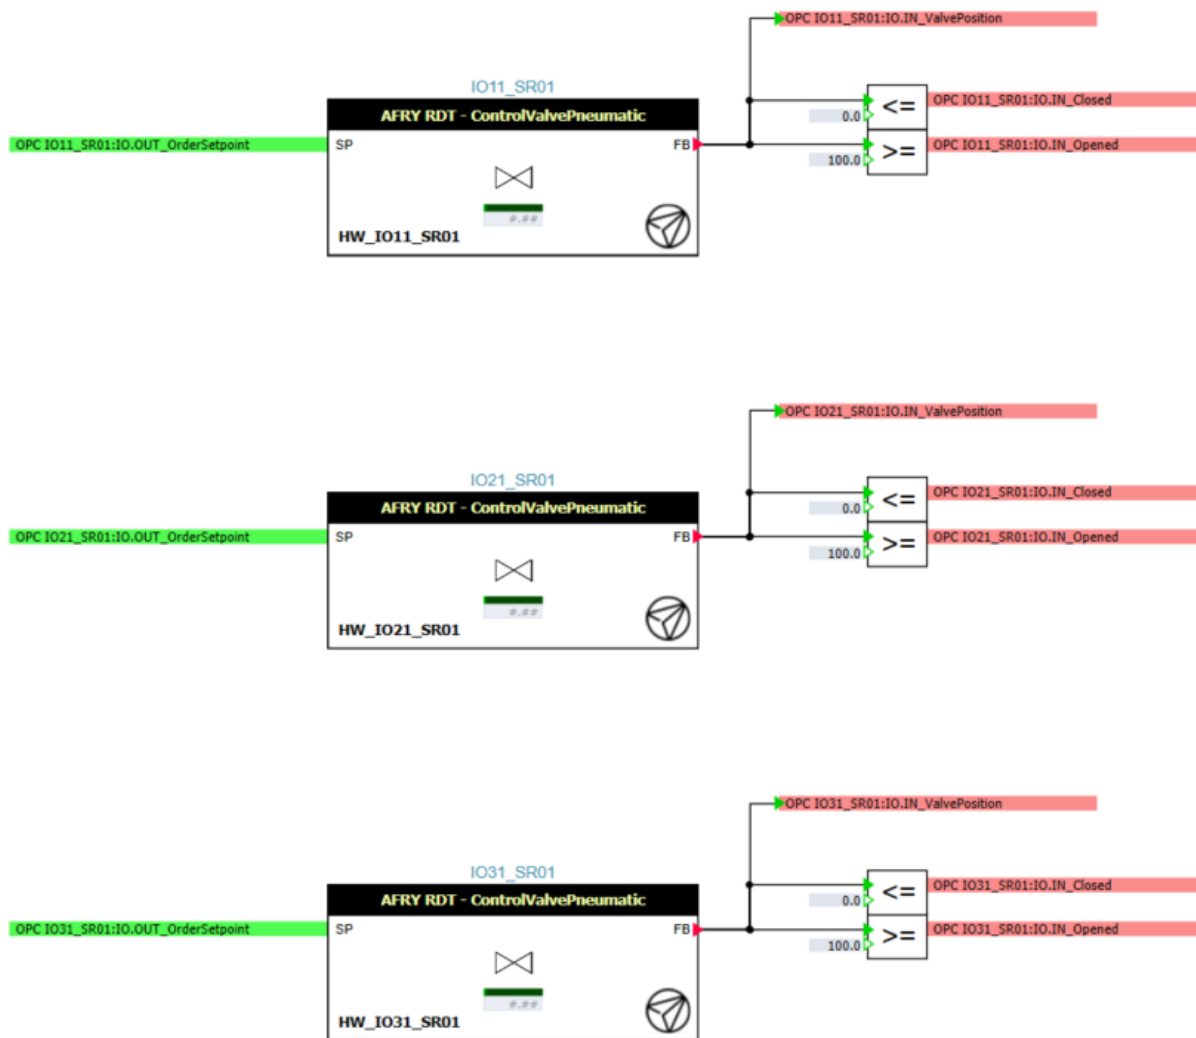 OPC IO11_SR01:IO.IN_ValvePosition
IO11_SR01
AFRY RDT - ControlValvePneumatic
OPC IO11_SR01:IO.OUT_OrderSetpoint
SP
FB
#.##
HW_IO11_SR01
0.0
<=
OPC IO11_SR01:IO.IN_Closed
100.0
>=
OPC IO11_SR01:IO.IN_Opened
OPC IO21_SR01:IO.IN_ValvePosition
IO21_SR01
AFRY RDT - ControlValvePneumatic
OPC IO21_SR01:IO.OUT_OrderSetpoint
SP
FB
#.##
HW_IO21_SR01
0.0
<=
OPC IO21_SR01:IO.IN_Closed
100.0
>=
OPC IO21_SR01:IO.IN_Opened
OPC IO31_SR01:IO.IN_ValvePosition
IO31_SR01
AFRY RDT - ControlValvePneumatic
OPC IO31_SR01:IO.OUT_OrderSetpoint
SP
FB
#.##
HW_IO31_SR01
0.0
<=
OPC IO31_SR01:IO.IN_Closed
100.0
>=
OPC IO31_SR01:IO.IN_Opened